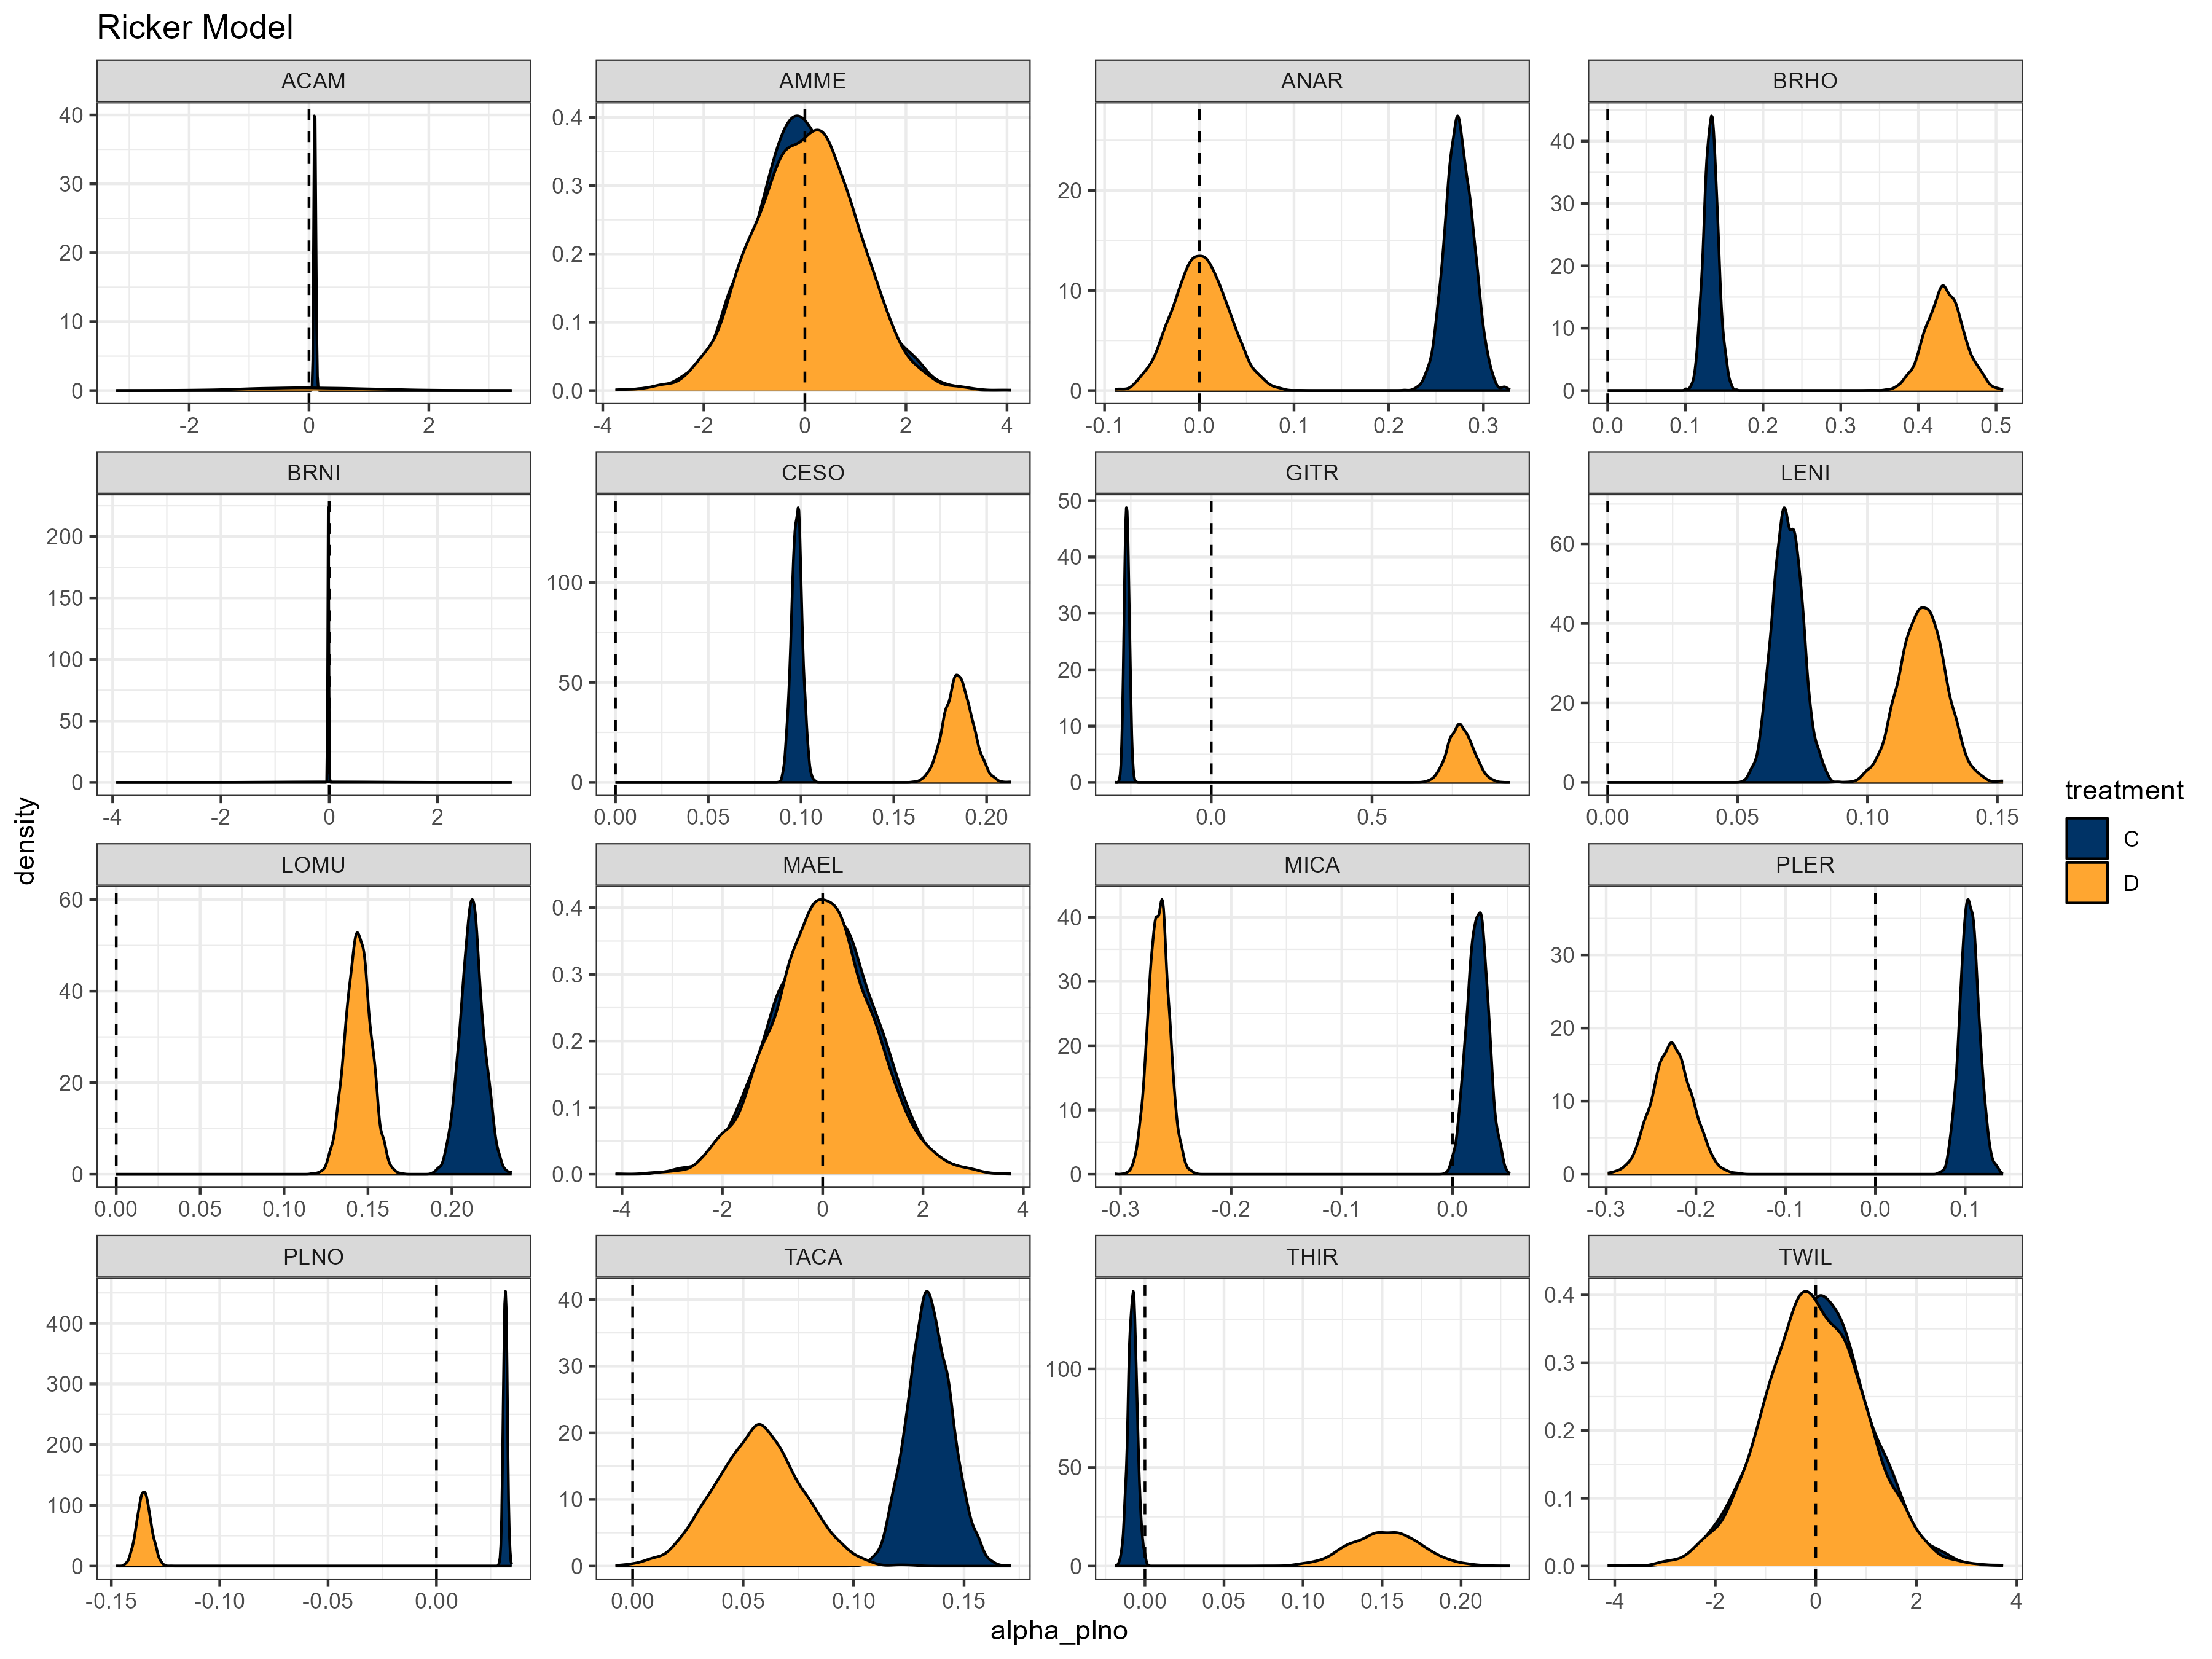 Ricker Model
ACAM AMME ANAR BRHO
40 0.4 20 40
30 0.3 30
20 0.2 10 20
10 0.1 10
0 0.0 0 0
-2 0 2 -4 -2 0 2 4 -0.1 0.0 0.1 0.2 0.3 0.0 0.1 0.2 0.3 0.4 0.5
BRNI CESO GITR LENI
200 100 50 60
150 50 40 40
100 0 30 20
50 20 0
0 10
0
-4 -2 0 2 0.00 0.05 0.10 0.15 0.20 0.0 0.5 0.00 0.05 0.10 0.15
density
treatment
C
D
LOMU MAEL MICA PLER
60 0.4 40 30
40 0.3 30 20
20 0.2 20 10
0 0.1 10 0
0.0 0
0.00 0.05 0.10 0.15 0.20 -4 -2 0 2 4 -0.3 -0.2 -0.1 0.0 -0.3 -0.2 -0.1 0.0 0.1
PLNO TACA THIR TWIL
400 40 100 0.4
300 30 50 0.3
200 20 0 0.2
100 10 0.1
0 0 0.0
-0.15 -0.10 -0.05 0.00 0.00 0.05 0.10 0.15 0.00 0.05 0.10 0.15 0.20 -4 -2 0 2 4
alpha_plno